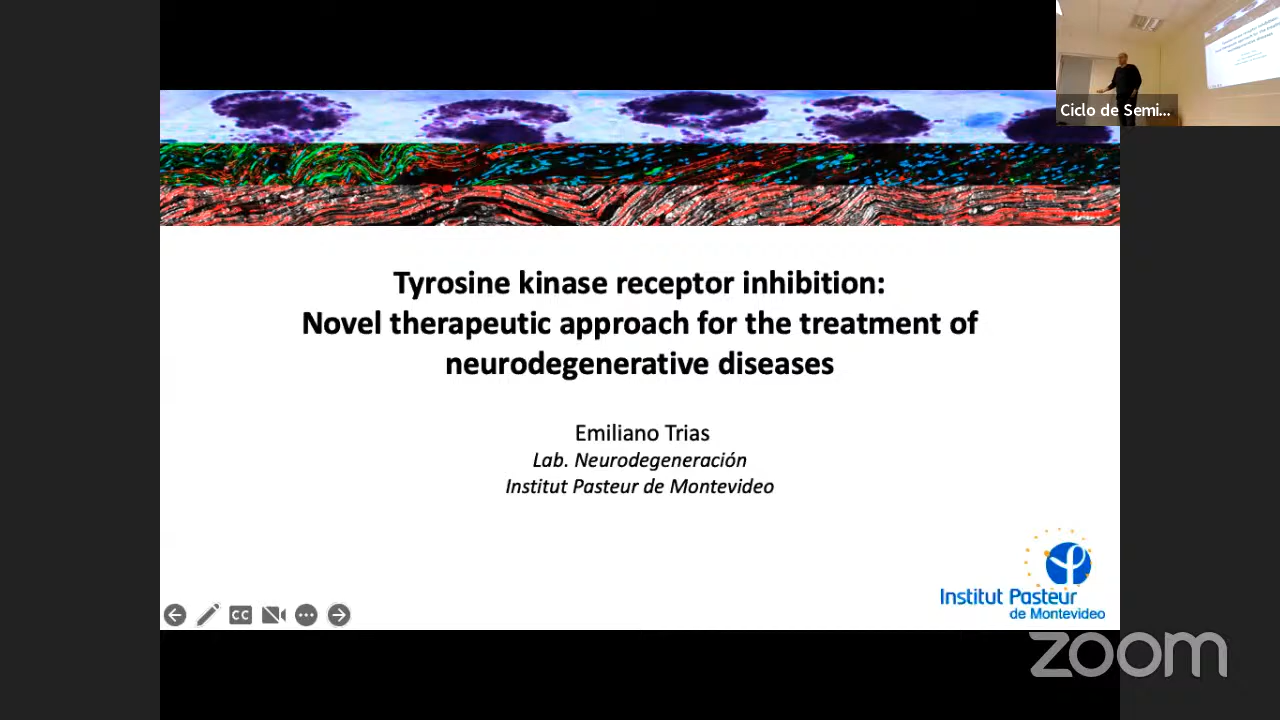 Ciclo de Semi...
Tyrosine kinase receptor inhibition:
Novel therapeutic approach for the treatment of
neurodegenerative diseases
Emiliano Trias
Lab. Neurodegeneración
Institut Pasteur de Montevideo
Institut Pasteur
de Montevideo
CC
zoom